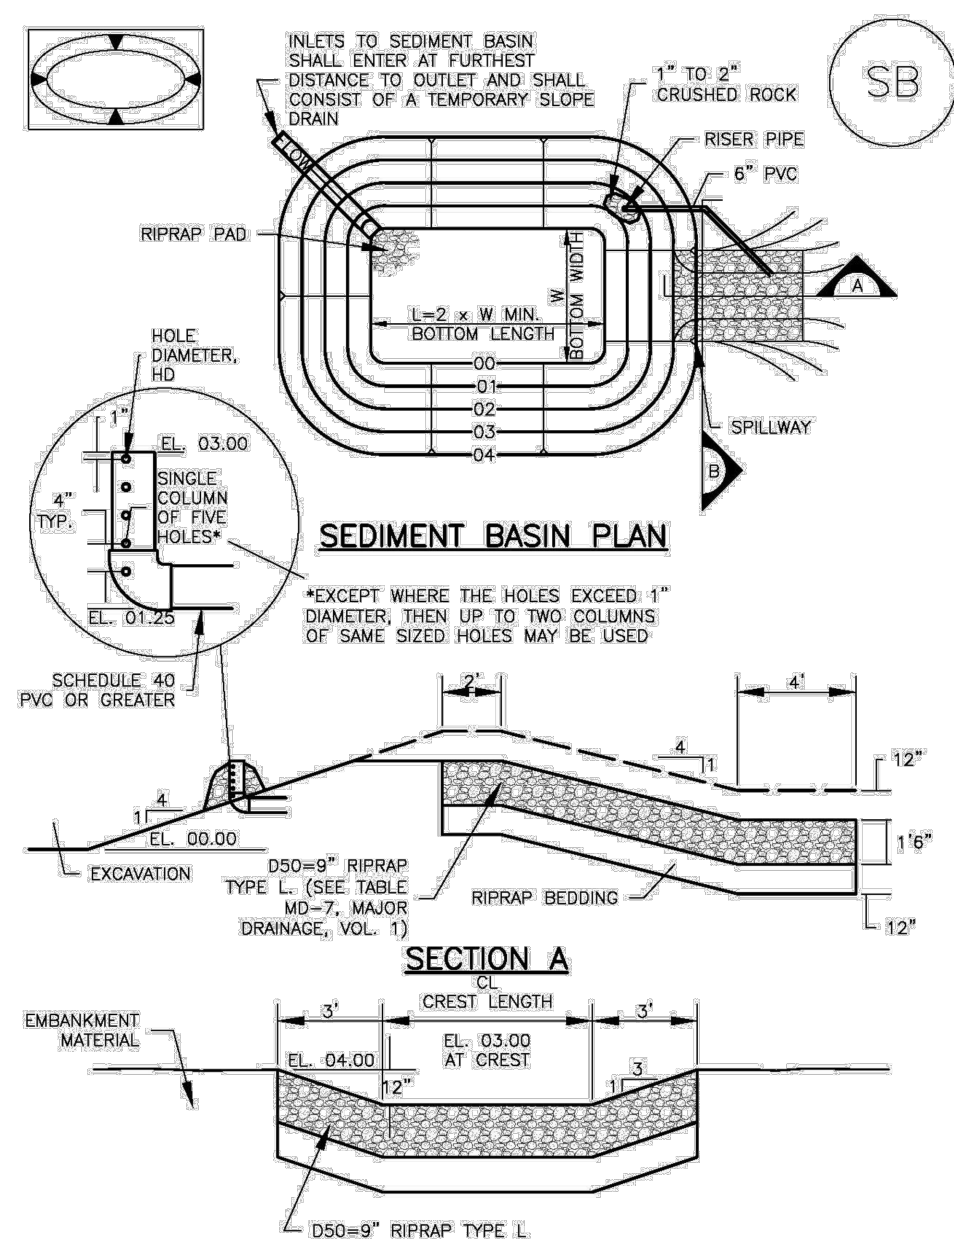 INLETS TO SEDIMENT BASIN
SHALL ENTER AT FURTHEST
DISTANCE TO OUTLET AND SHALL
CONSIST OF A TEMPORARY SLOPE
DRAIN
1" TO 2"
CRUSHED ROCK
SB
RISER PIPE
6" PVC
FLOW
RIPRAP PAD
W
BOTTOM WIDTH
L=2 x W MIN.
BOTTOM LENGTH
A
00
01
02
03
04
SPILLWAY
B
HOLE
DIAMETER,
HD
1"
EL. 03.00
4"
TYP.
SINGLE
COLUMN
OF FIVE
HOLES*
EL. 01.25
SCHEDULE 40
PVC OR GREATER
SEDIMENT BASIN PLAN
*EXCEPT WHERE THE HOLES EXCEED 1"
DIAMETER, THEN UP TO TWO COLUMNS
OF SAME SIZED HOLES MAY BE USED
2'
4'
4
1
12"
4
1
EL. 00.00
EXCAVATION
1'6"
D50=9" RIPRAP
TYPE L. (SEE TABLE
MD-7, MAJOR
DRAINAGE, VOL. 1)
RIPRAP BEDDING
12"
SECTION A
CL
CREST LENGTH
3'
3'
EMBANKMENT
MATERIAL
EL. 04.00
EL. 03.00
AT CREST
12"
3
1
D50=9" RIPRAP TYPE L